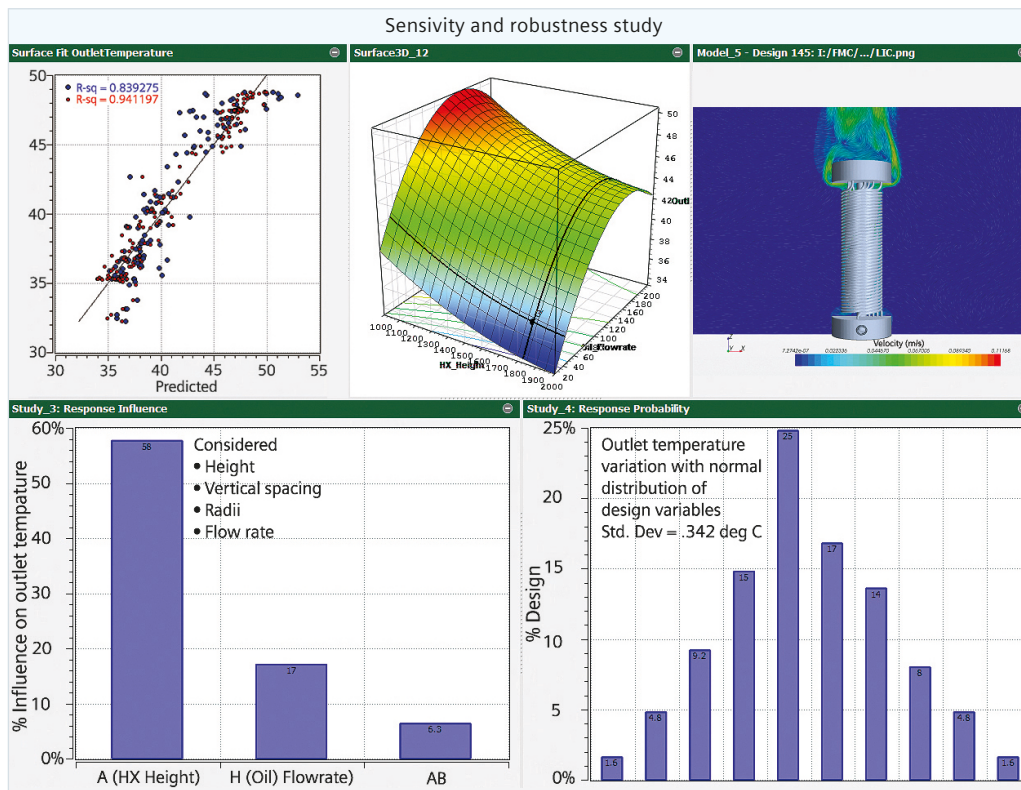 Sensivity and robustness study
Surface Fit OutletTemperature
50
45
40
35
30
R-sq = 0.839275
R-sq = 0.941197
30 35 40 45 50 55
Predicted
Surface3D_12
50
48
46
44
42
38
36
34
1000
1100
1200
1300
1400
1500
1600
1700
1800
1900
2000
HX_Height
20
40
60
100
120
140
160
180
200
Model_5 - Design 145: I:/FMC/.../LIC.png
Velocity (m/s)
Study_3: Response Influence
% Influence on outlet tempature
60%
50
40
30
20
10
0%
58
17
6.3
Considered
• Height
• Vertical spacing
• Radii
• Flow rate
A (HX Height) H (Oil) Flowrate) AB
Study_4: Response Probability
% Design
25%
20
15
10
5
0%
Outlet temperature
variation with normal
distribution of
design variables
Std. Dev = .342 deg C
1.6
4.8
9.2
15
25
17
14
8
4.8
1.6